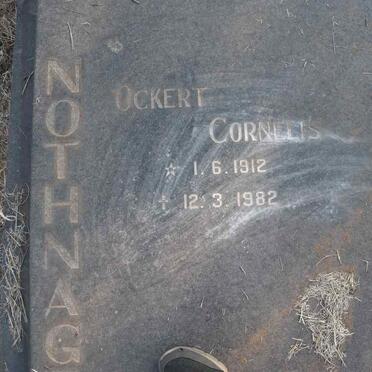 NOTHNAG
OCKERT
CORNELIS
☆ 1.6.1912
† 12.3.1982